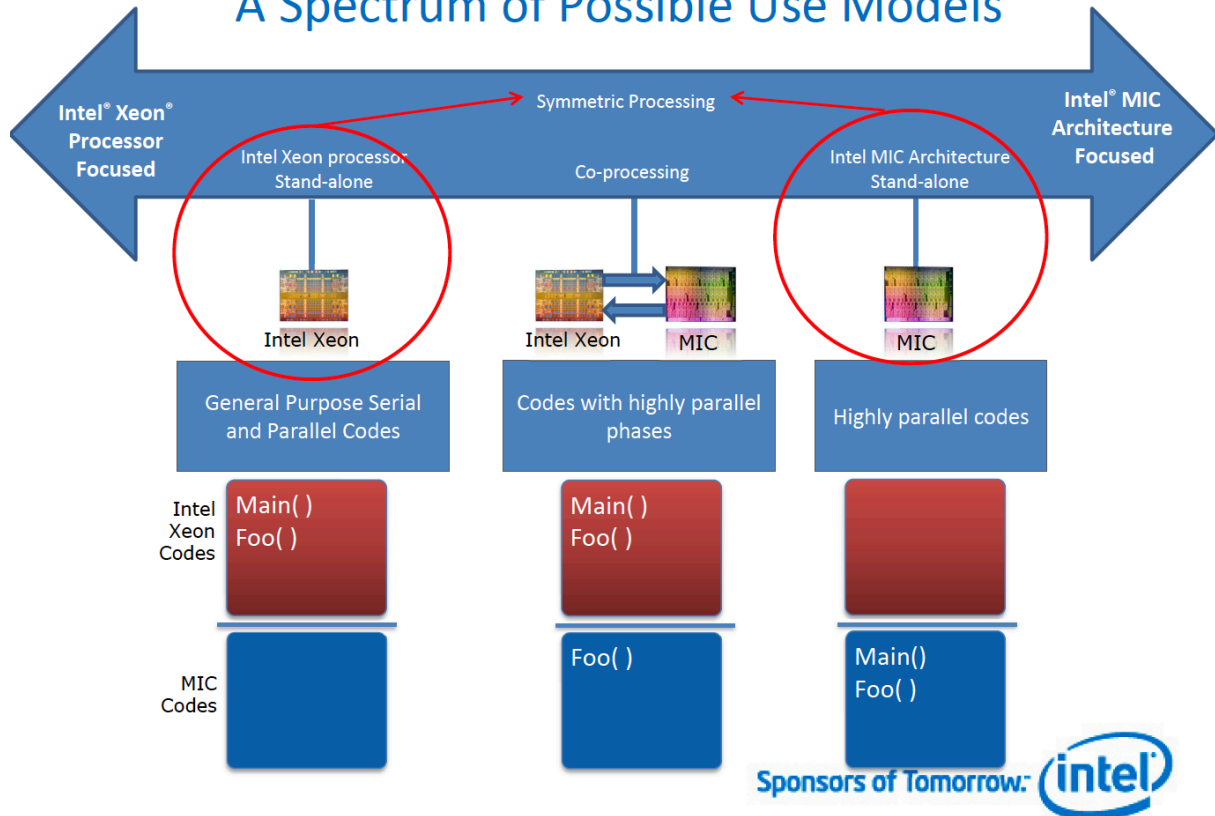 A Spectrum of Possible Use Models
Intel® Xeon®
Processor
Focused
Symmetric Processing
Intel® MIC
Architecture
Focused
Intel Xeon processor
Stand-alone
Co-processing
Intel MIC Architecture
Stand-alone
Intel Xeon
Intel Xeon
MIC
MIC
General Purpose Serial
and Parallel Codes
Codes with highly parallel
phases
Highly parallel codes
Intel
Xeon
Codes
Main( )
Foo( )
Main( )
Foo( )
MIC
Codes
Foo( )
Main()
Foo( )
Sponsors of Tomorrow.™
intel